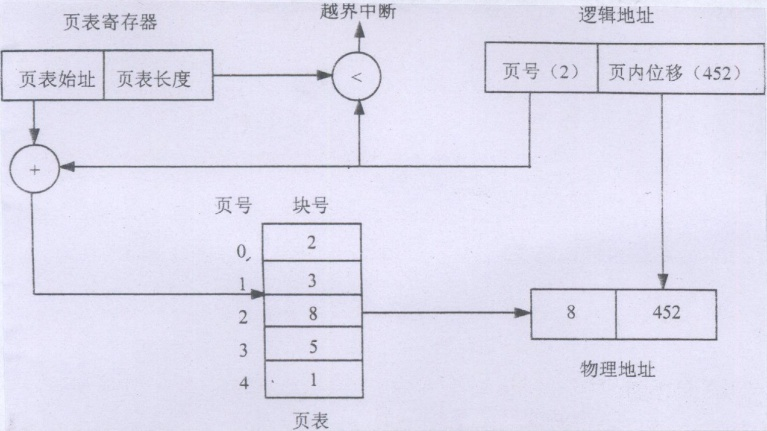 页表寄存器
越界中断
逻辑地址
页表始址 页表长度
<
页号（2） 页内位移（452）
+
页号 块号
0 2
1 3
2 8
3 5
4 1
8 452
物理地址
页表